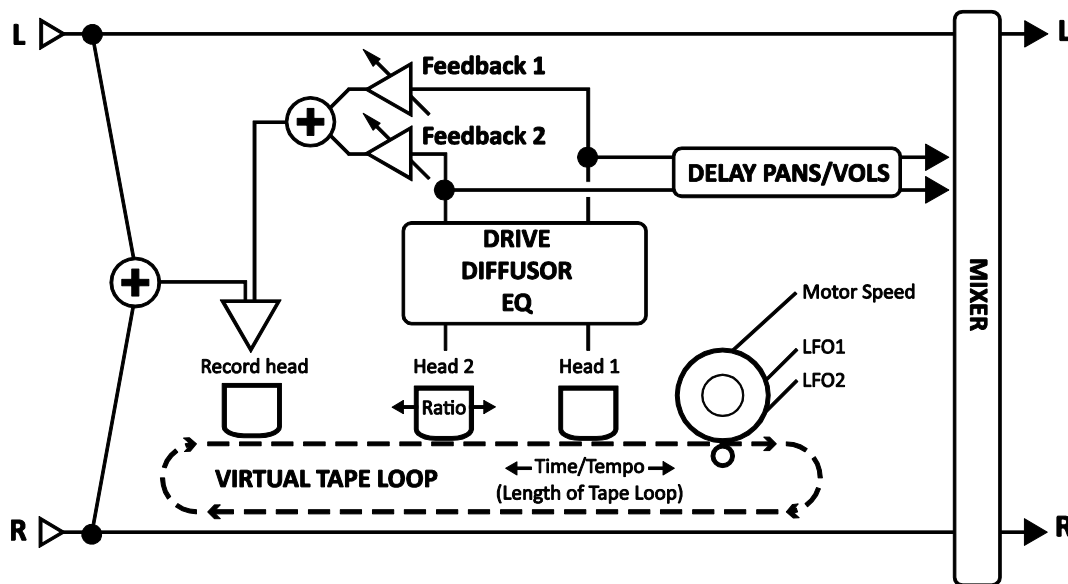 L
L
Feedback 1
+
Feedback 2
DELAY PANS/VOLS
DRIVE
DIFFUSOR
EQ
+
MIXER
Motor Speed
LFO1
LFO2
Record head
Head 2
Head 1
Ratio
VIRTUAL TAPE LOOP
Time/Tempo
(Length of Tape Loop)
R
R